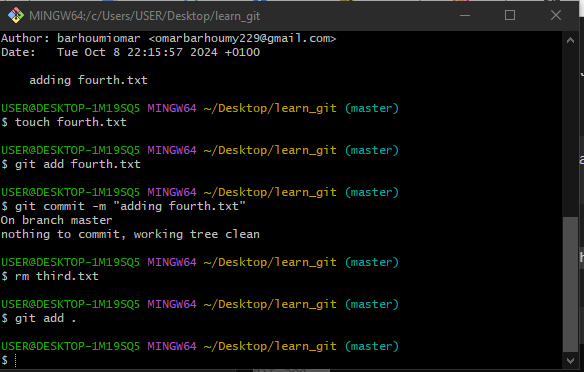 MINGW64:/c/Users/USER/Desktop/learn_git
Author: barhoumiomar <omarbarhoumy229@gmail.com>
Date:   Tue Oct 8 22:15:57 2024 +0100
    adding fourth.txt
USER@DESKTOP-1M19SQ5 MINGW64 ~/Desktop/learn_git (master)
$ touch fourth.txt
USER@DESKTOP-1M19SQ5 MINGW64 ~/Desktop/learn_git (master)
$ git add fourth.txt
USER@DESKTOP-1M19SQ5 MINGW64 ~/Desktop/learn_git (master)
$ git commit -m "adding fourth.txt"
On branch master
nothing to commit, working tree clean
USER@DESKTOP-1M19SQ5 MINGW64 ~/Desktop/learn_git (master)
$ rm third.txt
USER@DESKTOP-1M19SQ5 MINGW64 ~/Desktop/learn_git (master)
$ git add .
USER@DESKTOP-1M19SQ5 MINGW64 ~/Desktop/learn_git (master)
$